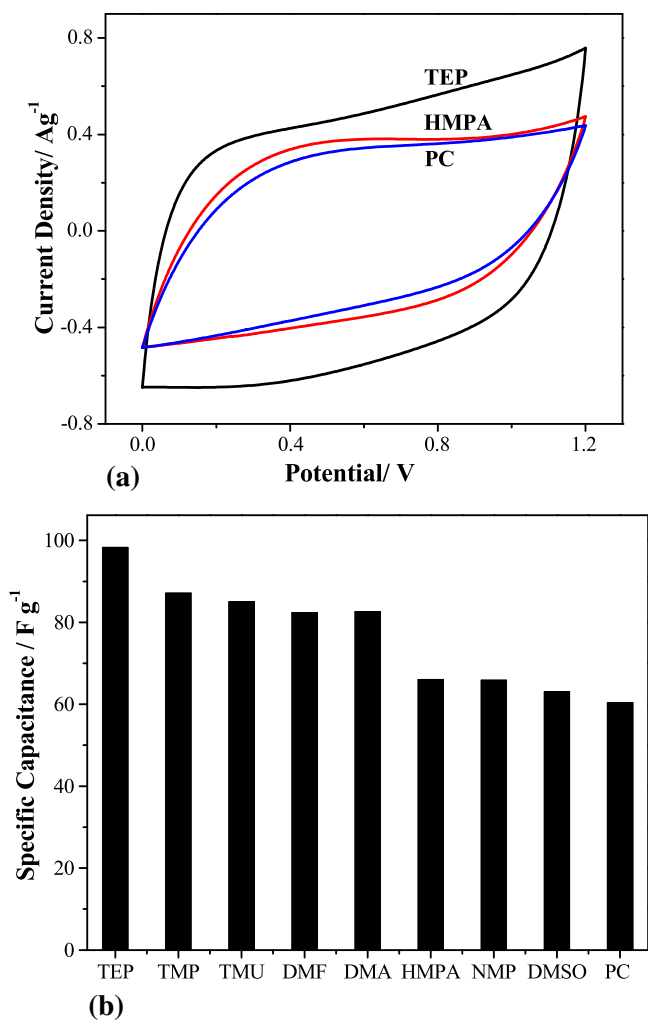 0.8
TEP
HMPA
0.4
PC
0.0
-0.4
-0.8
Current Density/ Ag⁻¹
0.0 0.4 0.8 1.2
(a) Potential/ V
100
80
60
40
20
0
Specific Capacitance / F g⁻¹
TEP TMP TMU DMF DMA HMPA NMP DMSO PC
(b)